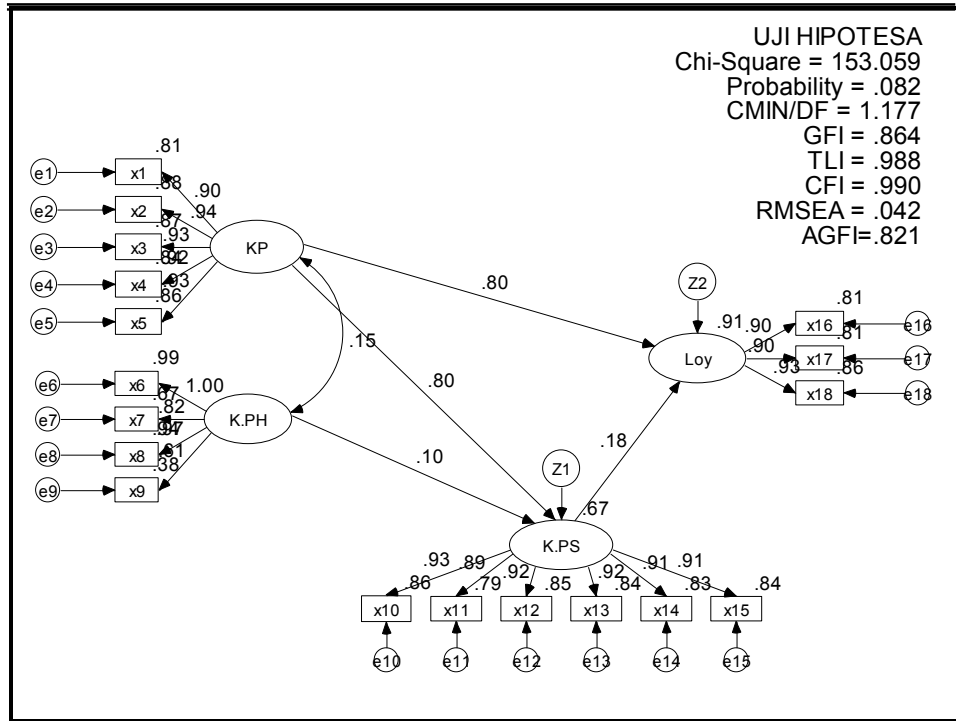 UJI HIPOTESA
Chi-Square = 153.059
Probability = .082
CMIN/DF = 1.177
GFI = .864
TLI = .988
CFI = .990
RMSEA = .042
AGFI=.821
.81
e1 x1
.88 .90
e2 x2 .94
.87
e3 x3 .93 KP
.92
e4 x4 .93
.86
e5 x5
.80
Z2
.15
.80
.91 .90 x16 .81 e16
Loy .90 x17 .81 e17
.93 x18 .86 e18
.99
e6 x6 1.00
.67
e7 x7 .82 K.PH
e8 x8
e9 x9 .38
.10
.18
Z1
.67
K.PS
.93 .89 .92 .92 .91 .91
.86 .79 .85 .84 .83 .84
x10 x11 x12 x13 x14 x15
e10 e11 e12 e13 e14 e15